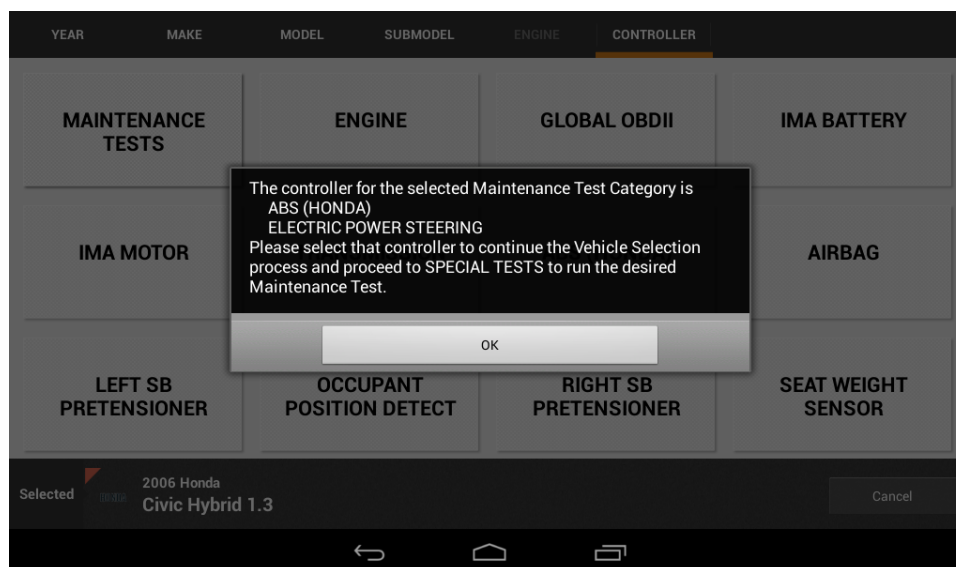 YEAR MAKE MODEL SUBMODEL ENGINE CONTROLLER
MAINTENANCE TESTS
ENGINE
GLOBAL OBDII
IMA BATTERY
The controller for the selected Maintenance Test Category is
ABS (HONDA)
ELECTRIC POWER STEERING
Please select that controller to continue the Vehicle Selection
process and proceed to SPECIAL TESTS to run the desired
Maintenance Test.
OK
IMA MOTOR
AIRBAG
LEFT SB
PRETENSIONER
OCCUPANT
POSITION DETECT
RIGHT SB
PRETENSIONER
SEAT WEIGHT
SENSOR
Selected
2006 Honda
Civic Hybrid 1.3
Cancel